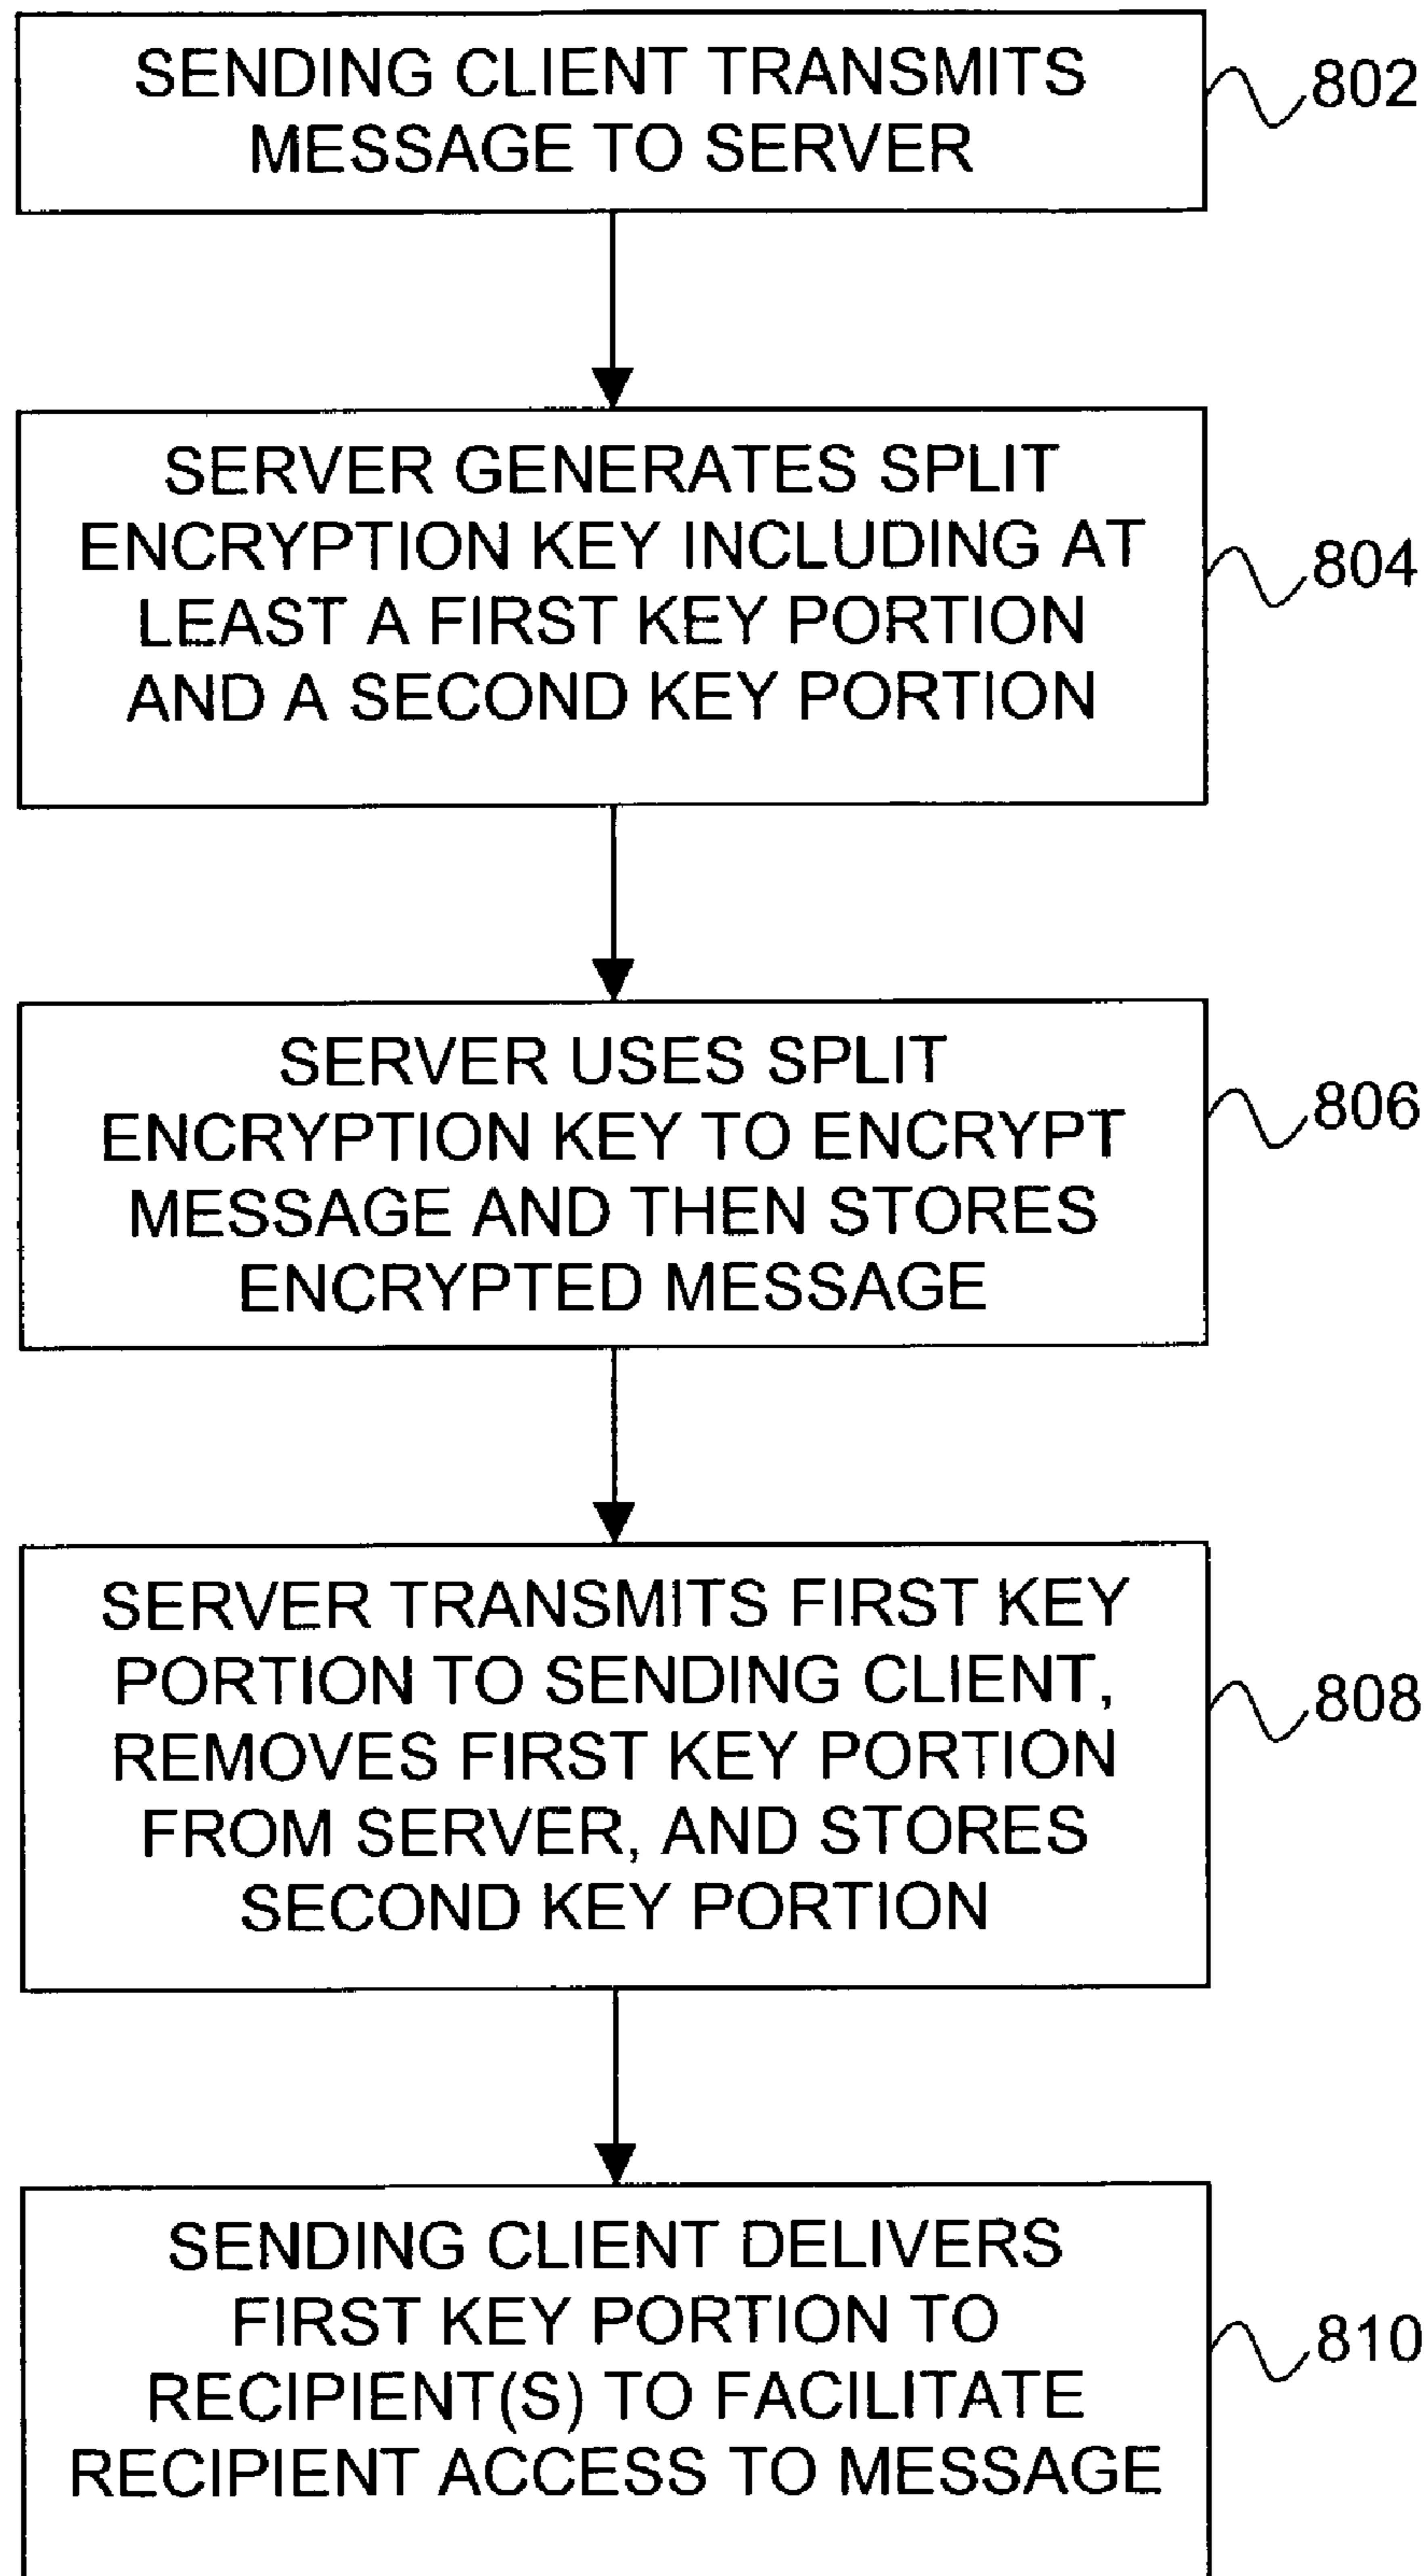 SENDING CLIENT TRANSMITS
MESSAGE TO SERVER
802
SERVER GENERATES SPLIT
ENCRYPTION KEY INCLUDING AT
LEAST A FIRST KEY PORTION
AND A SECOND KEY PORTION
804
SERVER USES SPLIT
ENCRYPTION KEY TO ENCRYPT
MESSAGE AND THEN STORES
ENCRYPTED MESSAGE
806
SERVER TRANSMITS FIRST KEY
PORTION TO SENDING CLIENT,
REMOVES FIRST KEY PORTION
FROM SERVER, AND STORES
SECOND KEY PORTION
808
SENDING CLIENT DELIVERS
FIRST KEY PORTION TO
RECIPIENT(S) TO FACILITATE
RECIPIENT ACCESS TO MESSAGE
810